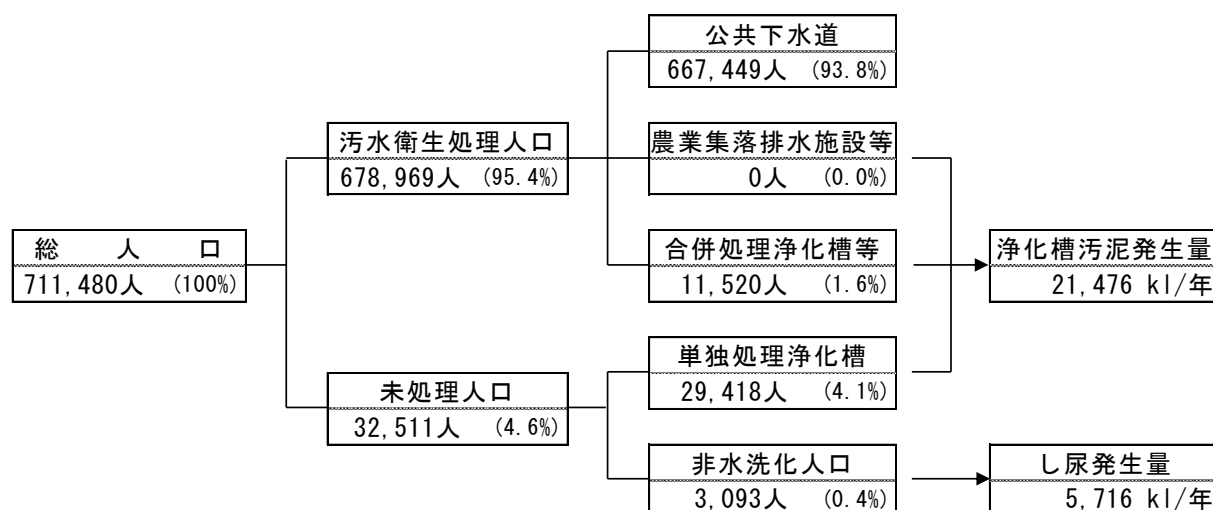 公共下水道
667,449人 (93.8%)
汚水衛生処理人口
678,969人 (95.4%)
農業集落排水施設等
0人 (0.0%)
総人口
711,480人 (100%)
合併処理浄化槽等
11,520人 (1.6%)
浄化槽汚泥発生量
21,476 kl/年
未処理人口
32,511人 (4.6%)
単独処理浄化槽
29,418人 (4.1%)
非水洗化人口
3,093人 (0.4%)
し尿発生量
5,716 kl/年